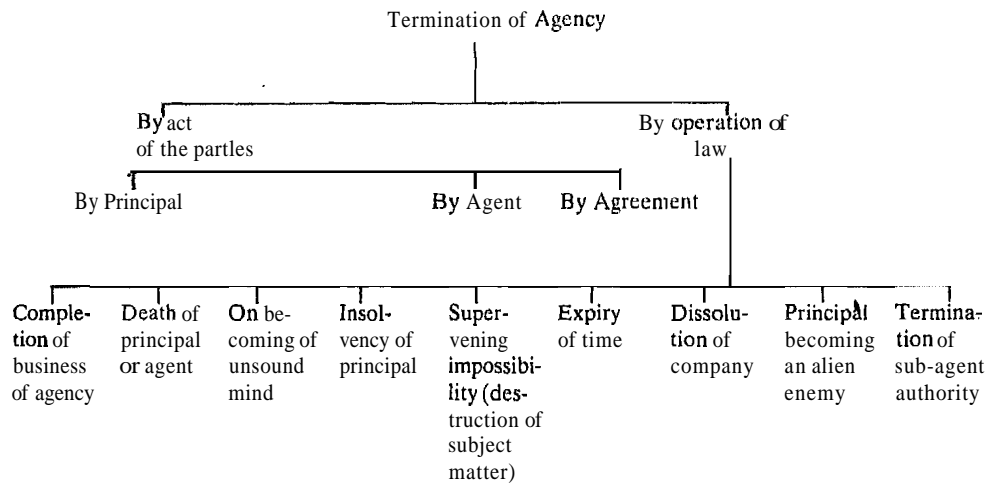 Termination of Agency
By act
of the partles
By operation of
law
By Principal
By Agent
By Agreement
Comple-
tion of
business
of agency
Death of
principal
or agent
On be-
coming of
unsound
mind
Insol-
vency of
principal
Super-
vening
impossibi-
lity (des-
truction of
subject
matter)
Expiry
of time
Dissolu-
tion of
company
Principal
becoming
an alien
enemy
Termina-
tion of
sub-agent
authority